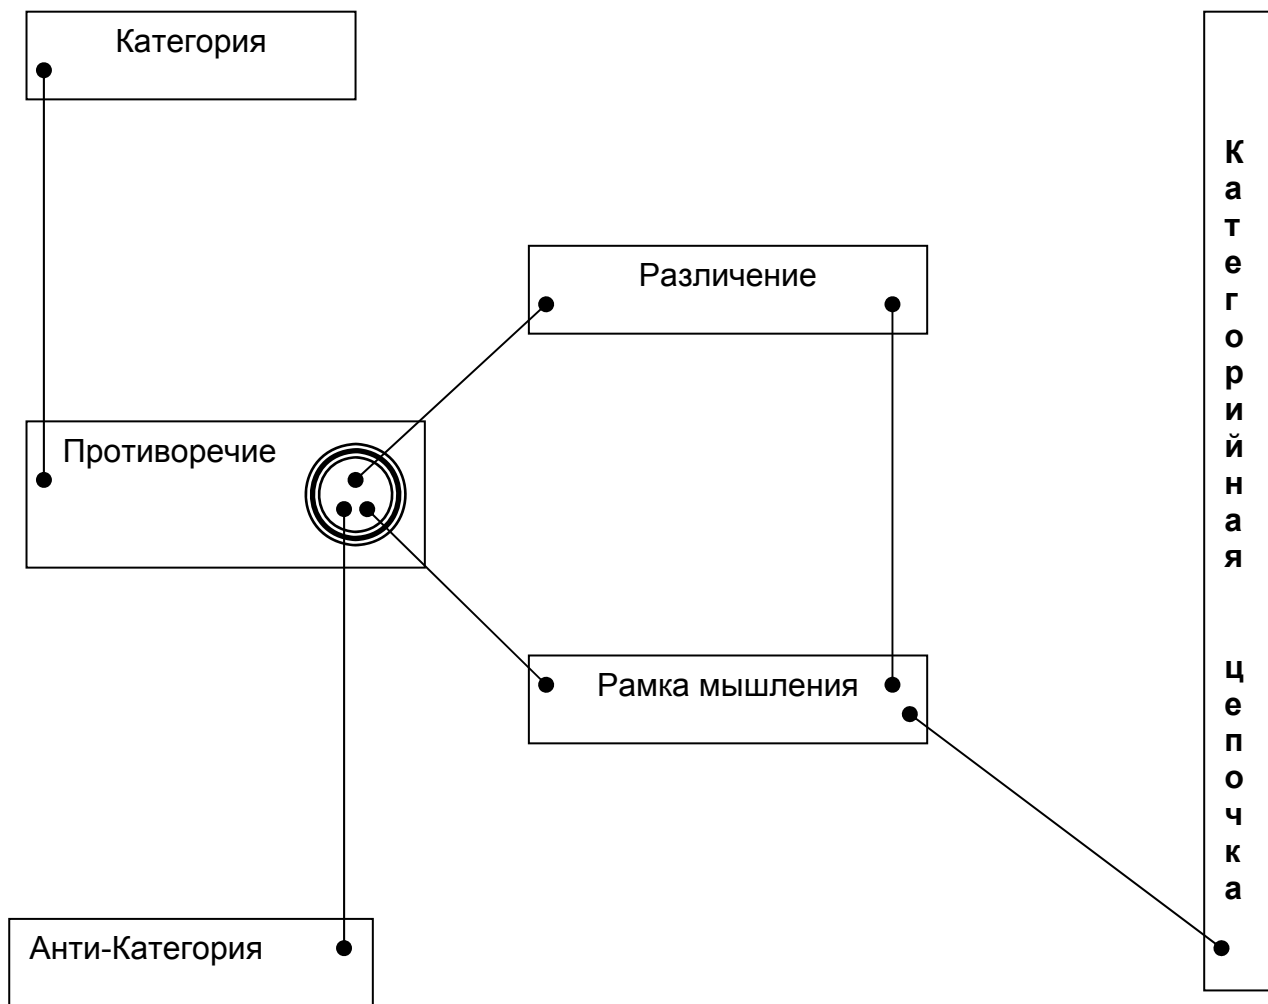 Категория
Различение
Противоречие
Рамка мышления
Анти-Категория
Категорийная цепочка